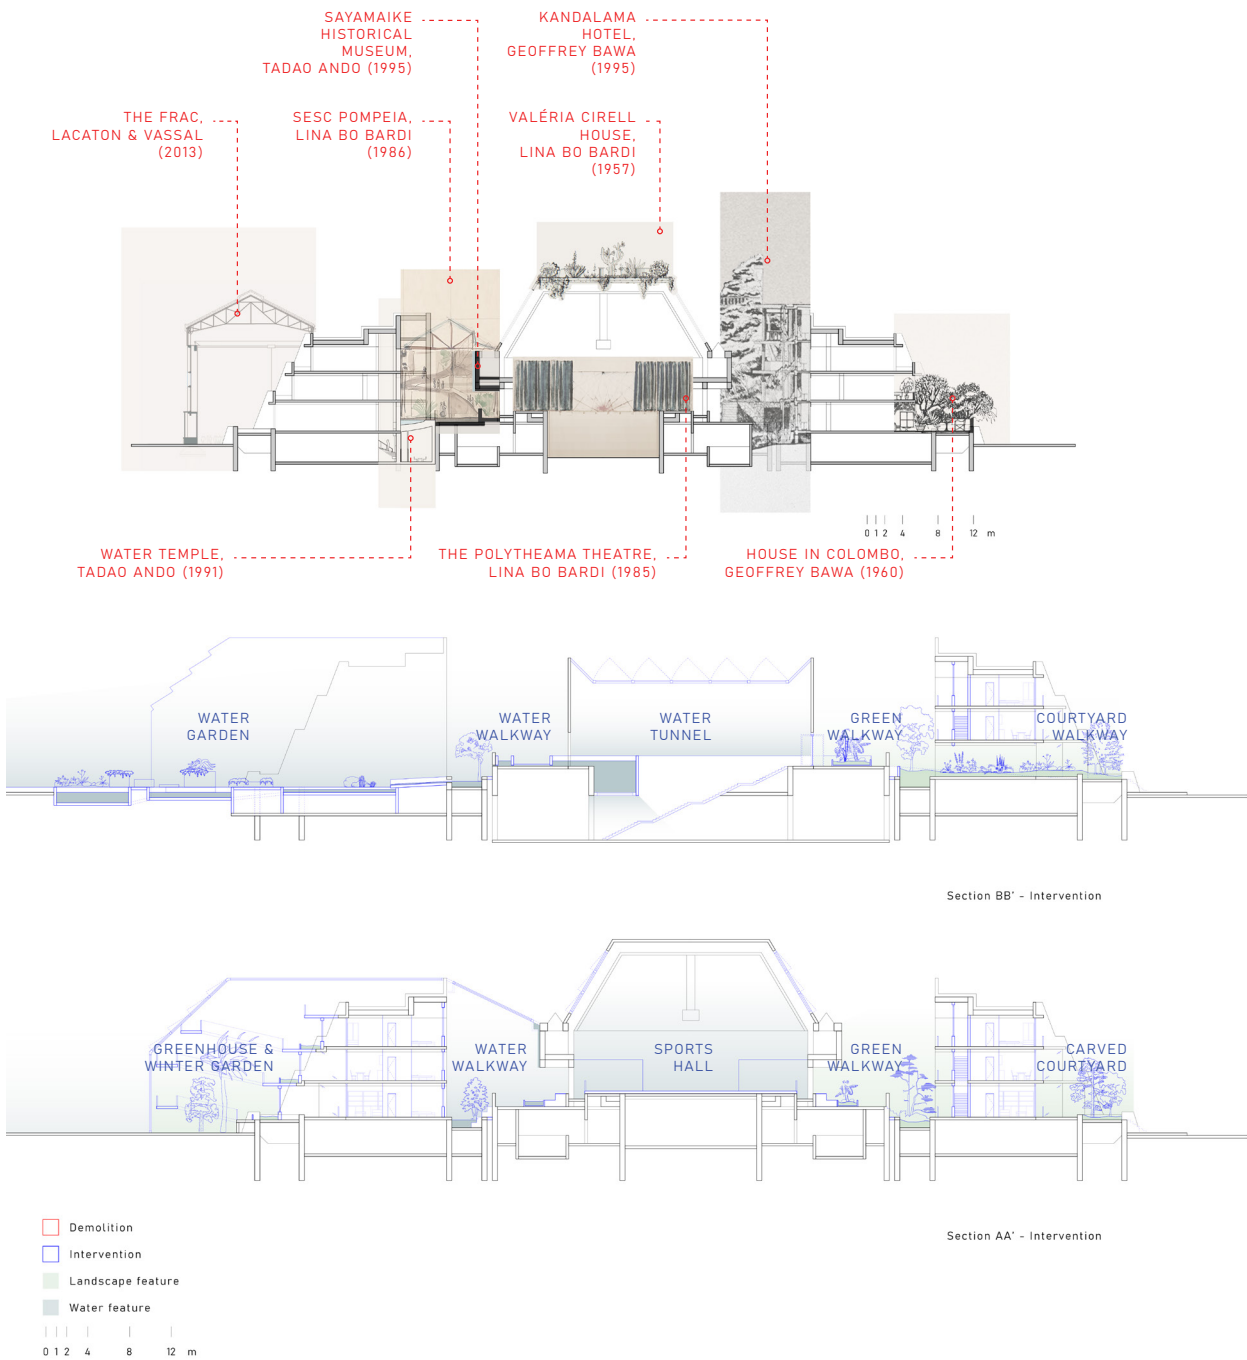 SAYAMAIKE
HISTORICAL
MUSEUM,
TADAO ANDO (1995)
KANDALAMA
HOTEL,
GEOFFREY BAWA
(1995)
THE FRAC,
LACATON & VASSAL
(2013)
SESC POMPEIA,
LINA BO BARDI
(1986)
VALÉRIA CIRELL
HOUSE,
LINA BO BARDI
(1957)
0 1 2 4 8 12 m
WATER TEMPLE,
TADAO ANDO (1991)
THE POLYTHEAMA THEATRE,
LINA BO BARDI (1985)
HOUSE IN COLOMBO,
GEOFFREY BAWA (1960)
WATER
GARDEN
WATER
WALKWAY
WATER
TUNNEL
GREEN
WALKWAY
COURTYARD
WALKWAY
Section BB' - Intervention
GREENHOUSE &
WINTER GARDEN
WATER
WALKWAY
SPORTS
HALL
GREEN
WALKWAY
CARVED
COURTYARD
Section AA' - Intervention
Demolition
Intervention
Landscape feature
Water feature
0 1 2 4 8 12 m